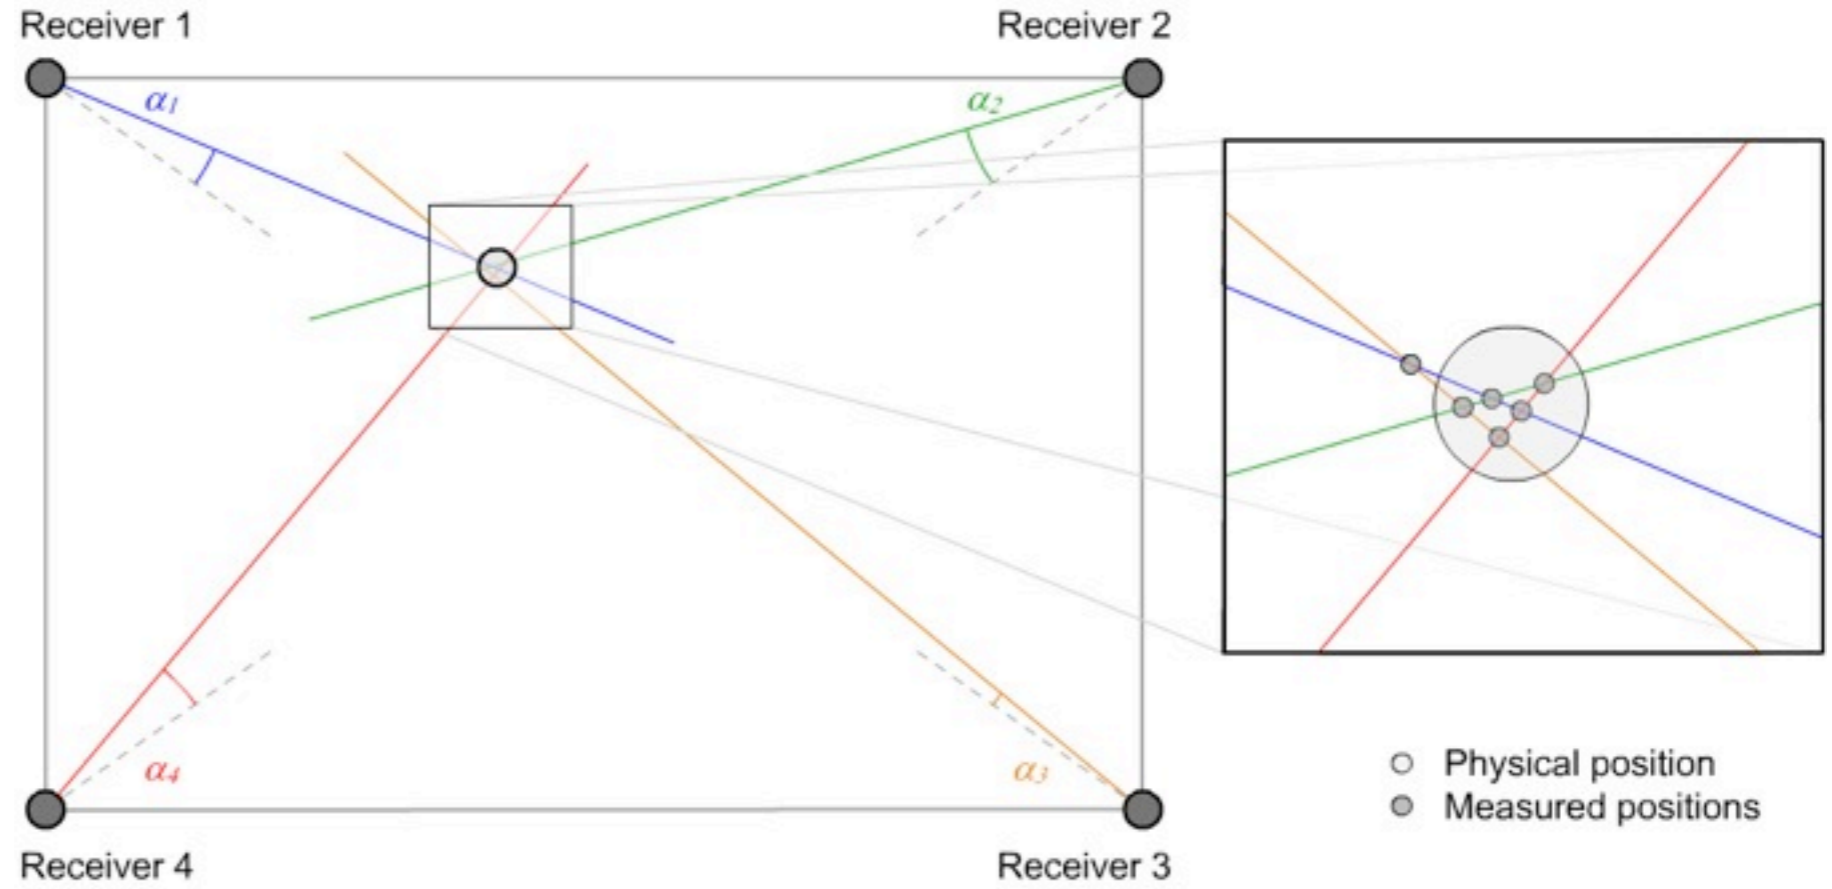 Receiver 1
Receiver 2
α1
α2
α4
α3
Physical position
Measured positions
Receiver 4
Receiver 3